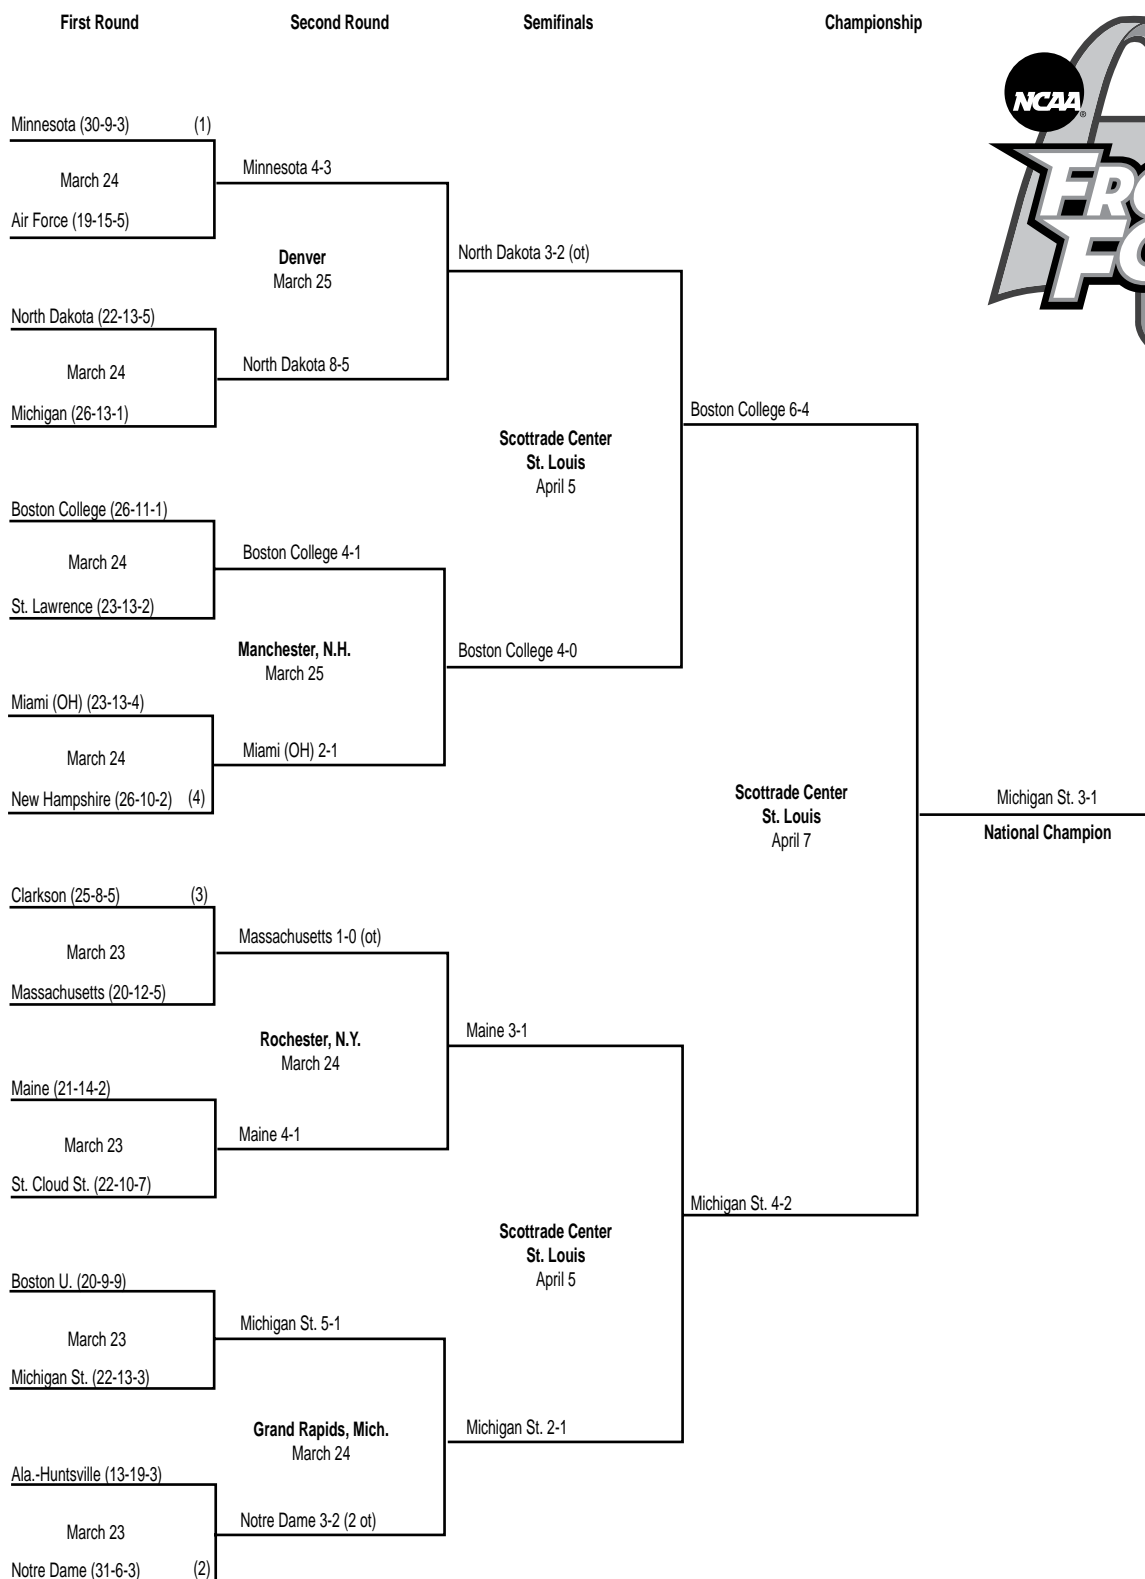 First Round
Second Round
Semifinals
Championship
NCAA
Minnesota (30-9-3) (1)
March 24
Air Force (19-15-5)
Minnesota 4-3
Denver
March 25
North Dakota (22-13-5)
March 24
Michigan (26-13-1)
North Dakota 8-5
North Dakota 3-2 (ot)
Boston College (26-11-1)
March 24
St. Lawrence (23-13-2)
Boston College 4-1
Manchester, N.H.
March 25
Miami (OH) (23-13-4)
March 24
New Hampshire (26-10-2) (4)
Miami (OH) 2-1
Boston College 4-0
Scottrade Center
St. Louis
April 5
Boston College 6-4
Clarkson (25-8-5) (3)
March 23
Massachusetts (20-12-5)
Massachusetts 1-0 (ot)
Rochester, N.Y.
March 24
Maine (21-14-2)
March 23
St. Cloud St. (22-10-7)
Maine 4-1
Maine 3-1
Boston U. (20-9-9)
March 23
Michigan St. (22-13-3)
Michigan St. 5-1
Grand Rapids, Mich.
March 24
Ala.-Huntsville (13-19-3)
March 23
Notre Dame (31-6-3) (2)
Notre Dame 3-2 (2 ot)
Michigan St. 2-1
Scottrade Center
St. Louis
April 5
Michigan St. 4-2
Scottrade Center
St. Louis
April 7
Michigan St. 3-1
National Champion